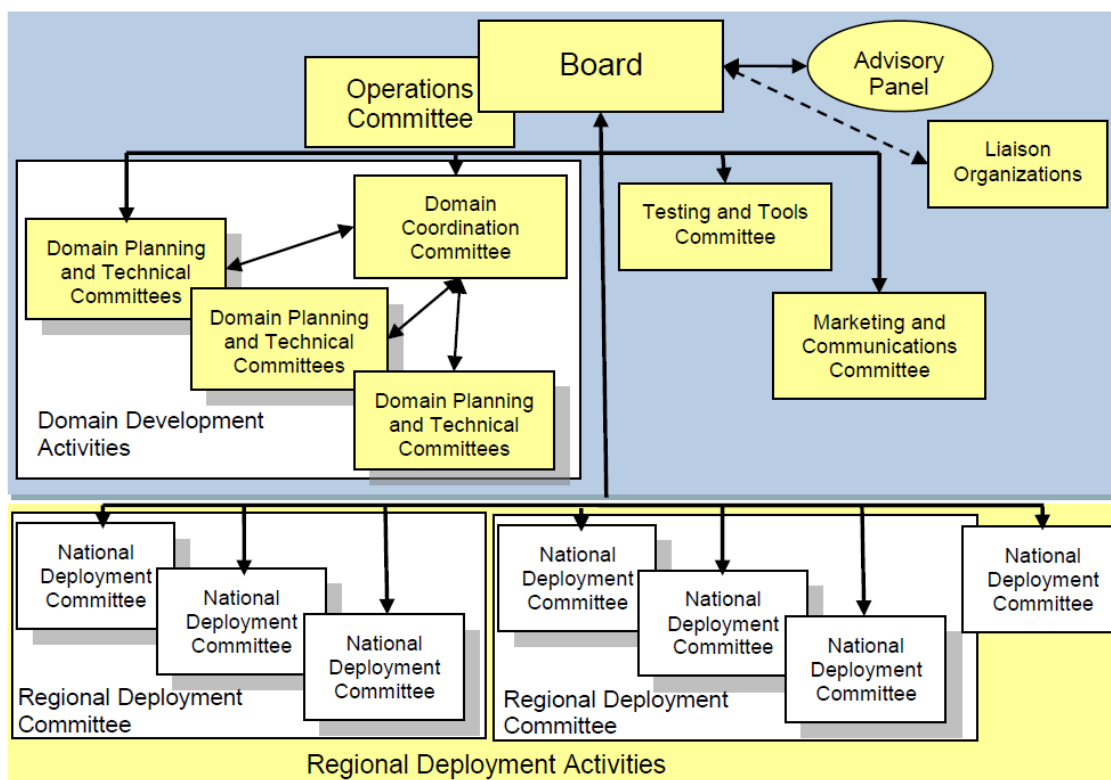 Board
Advisory
Panel
Operations
Committee
Liaison
Organizations
Domain
Coordination
Committee
Testing and Tools
Committee
Domain Planning
and Technical
Committees
Domain Planning
and Technical
Committees
Marketing and
Communications
Committee
Domain Planning
and Technical
Committees
Domain Development
Activities
National
Deployment
Committee
National
Deployment
Committee
National
Deployment
Committee
Regional Deployment
Committee
National
Deployment
Committee
National
Deployment
Committee
National
Deployment
Committee
Regional Deployment
Committee
National
Deployment
Committee
Regional Deployment Activities